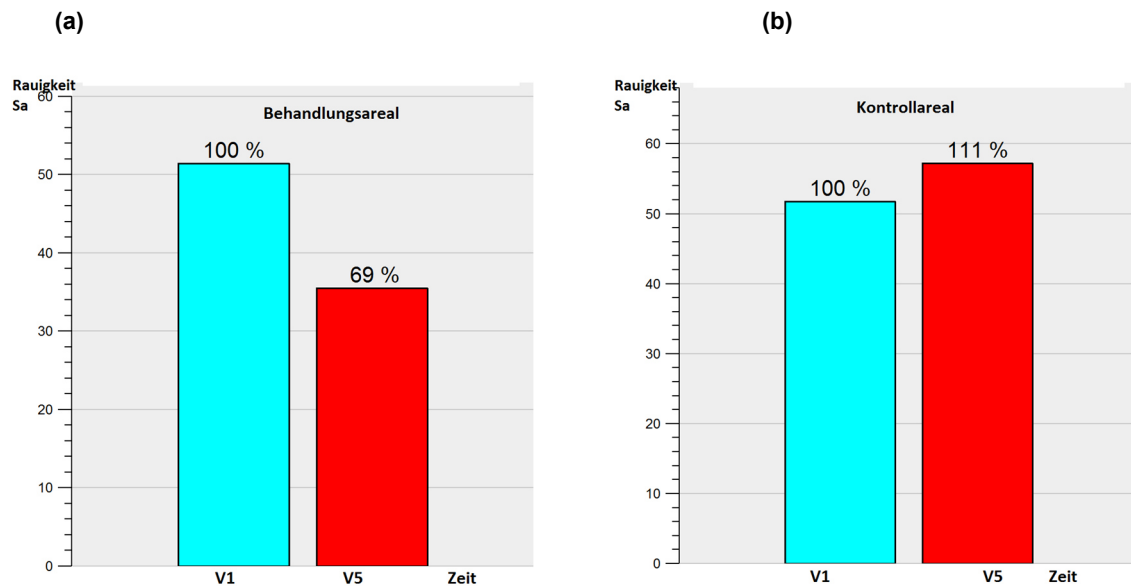 (a)
(b)
Rauigkeit
Sa
60
50
40
30
20
10
0
Behandlungsareal
100 %
69 %
V1
V5
Zeit
Rauigkeit
Sa
60
50
40
30
20
10
0
Kontrollareal
100 %
111 %
V1
V5
Zeit